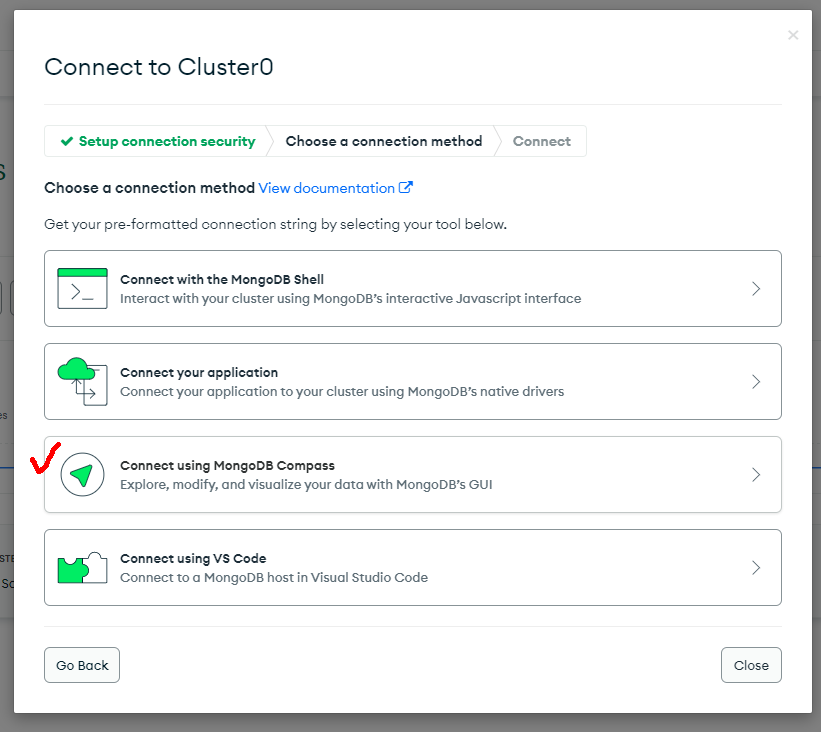 ×
Connect to Cluster0
Setup connection security
Choose a connection method
Connect
Choose a connection method View documentation
Get your pre-formatted connection string by selecting your tool below.
>_
Connect with the MongoDB Shell
Interact with your cluster using MongoDB's interactive Javascript interface
Connect your application
Connect your application to your cluster using MongoDB's native drivers
Connect using MongoDB Compass
Explore, modify, and visualize your data with MongoDB's GUI
Connect using VS Code
Connect to a MongoDB host in Visual Studio Code
Go Back
Close